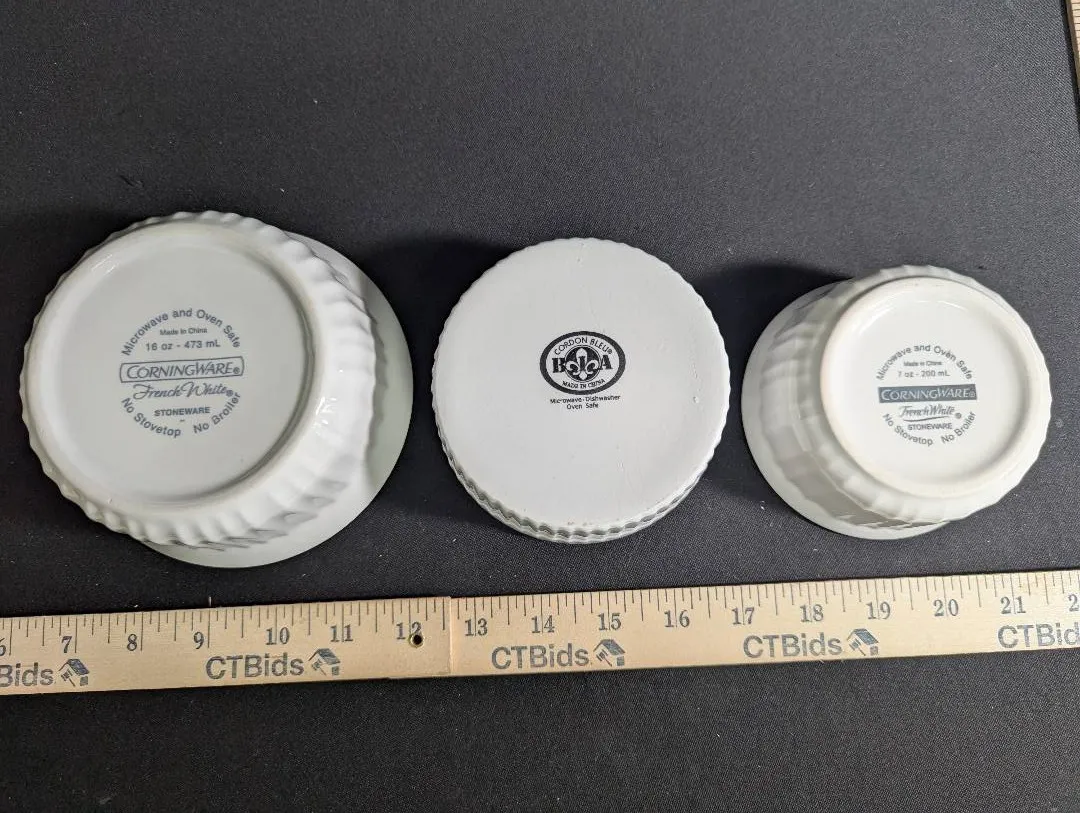 Microwave and Oven Safe
Made in China
16 oz - 473 mL
CORNINGWARE®
French White®
STONEWARE
No Stovetop No Broiler
CORDON BLEU®
B I A
MADE IN CHINA
Microwave-Dishwasher
Oven Safe
Microwave and Oven Safe
Made in China
7 oz - 200 mL
CORNINGWARE®
French White®
STONEWARE
No Stovetop No Broiler
6 7 8 9 10 11 12 13 14 15 16 17 18 19 20 21
Bids CTBids CTBids CTBids CTBid